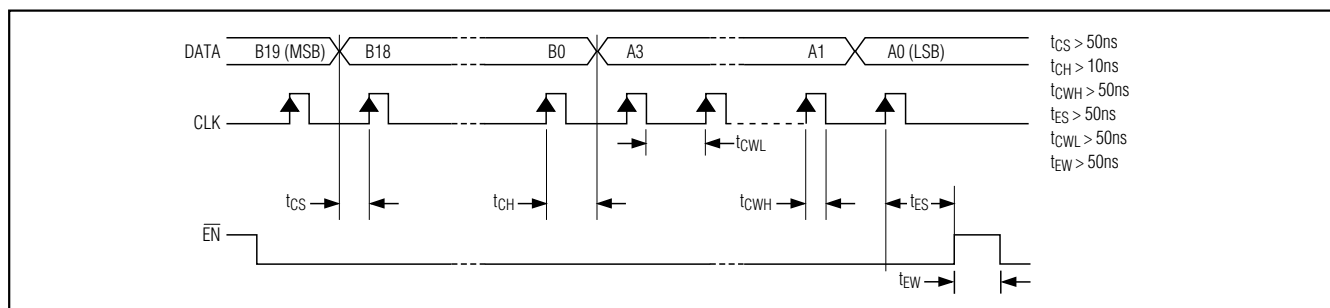 DATA B19 (MSB) B18 B0 A3 A1 A0 (LSB)
CLK
tCWL
tCS tCH tCWH tES
EN
tEW
tCS > 50ns
tCH > 10ns
tCWH > 50ns
tES > 50ns
tCWL > 50ns
tEW > 50ns